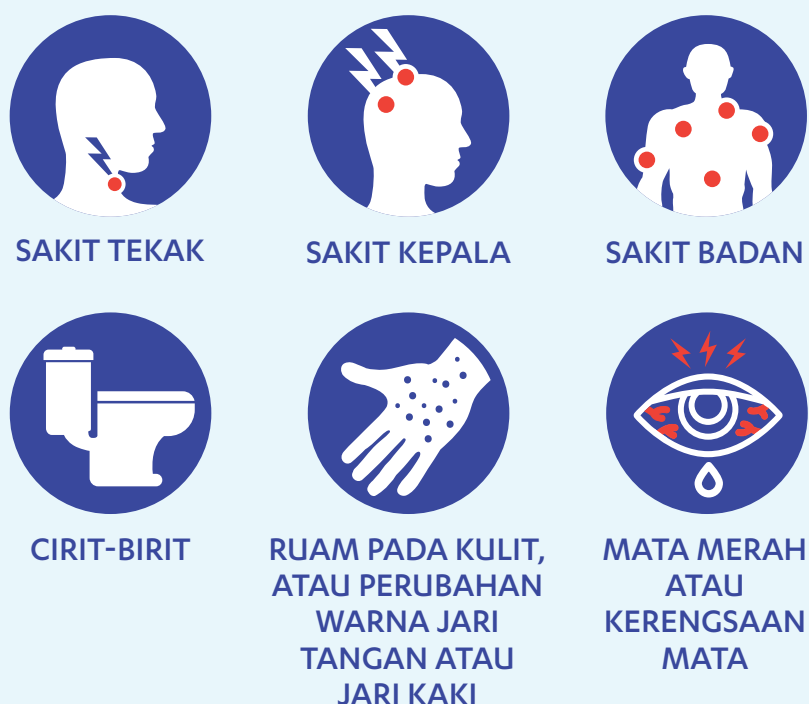 SAKIT TEKAK
SAKIT KEPALA
SAKIT BADAN
CIRIT-BIRIT
RUAM PADA KULIT,
ATAU PERUBAHAN
WARNA JARI
TANGAN ATAU
JARI KAKI
MATA MERAH
ATAU
KERENGSAAN
MATA